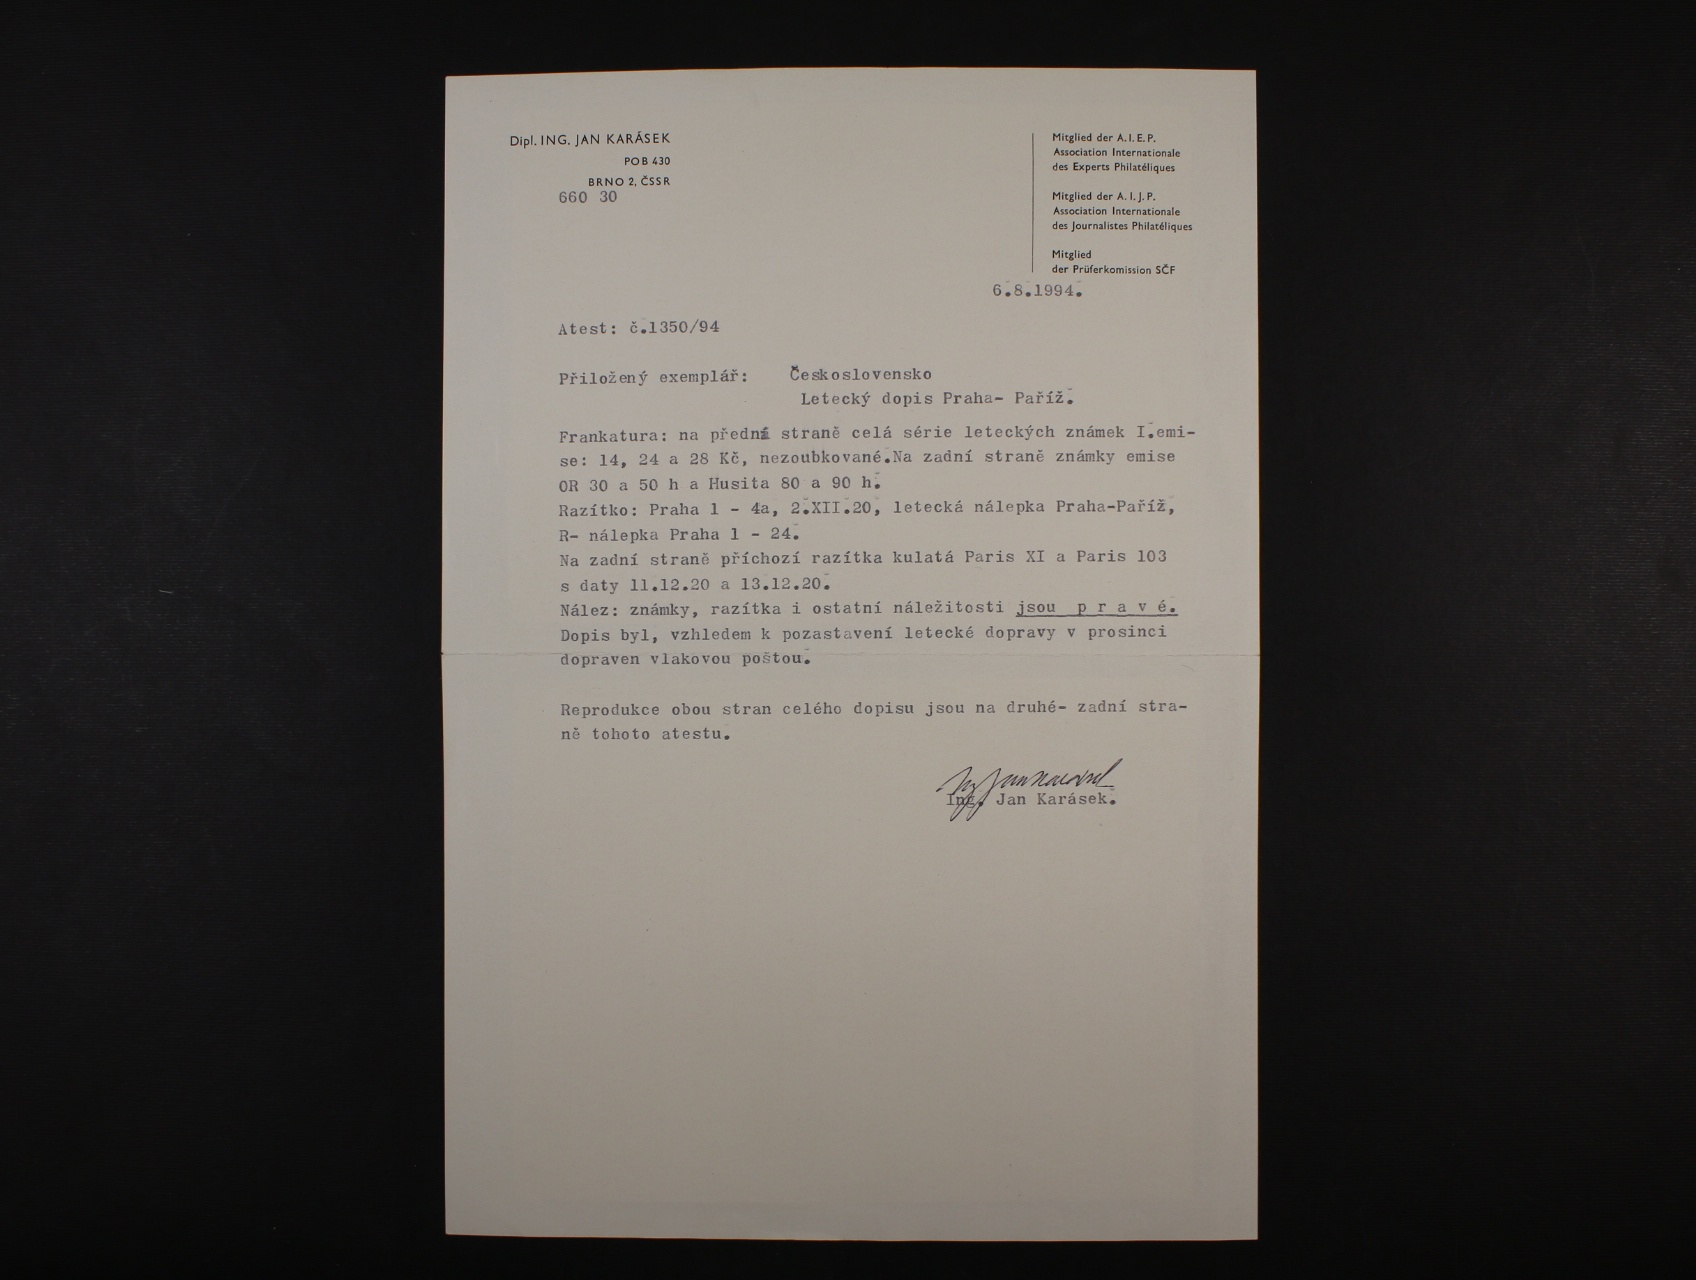 Dipl. ING. JAN KARÁSEK
POB 430
BRNO 2, ČSSR
660 30
Mitglied der A. I. E. P.
Association Internationale
des Experts Philatéliques
Mitglied der A. I. J. P.
Association Internationale
des Journalistes Philatéliques
Mitglied
der Prüferkomission SČF
6.8.1994.
Atest: č.1350/94
Přiložený exemplář: Československo
Letecký dopis Praha- Paříž.
Frankatura: na přední straně celá série leteckých známek I.emi-
se: 14, 24 a 28 Kč, nezoubkované.Na zadní straně známky emise
OR 30 a 50 h a Husita 80 a 90 h.
Razítko: Praha 1 - 4a, 2.XII.20, letecká nálepka Praha-Paříž,
R- nálepka Praha 1 - 24.
Na zadní straně příchozí razítka kulatá Paris XI a Paris 103
s daty 11.12.20 a 13.12.20.
Nález: známky, razítka i ostatní náležitosti jsou p r a v é.
Dopis byl, vzhledem k pozastavení letecké dopravy v prosinci
dopraven vlakovou poštou.
Reprodukce obou stran celého dopisu jsou na druhé- zadní stra-
ně tohoto atestu.
Ing. Jan Karásek.